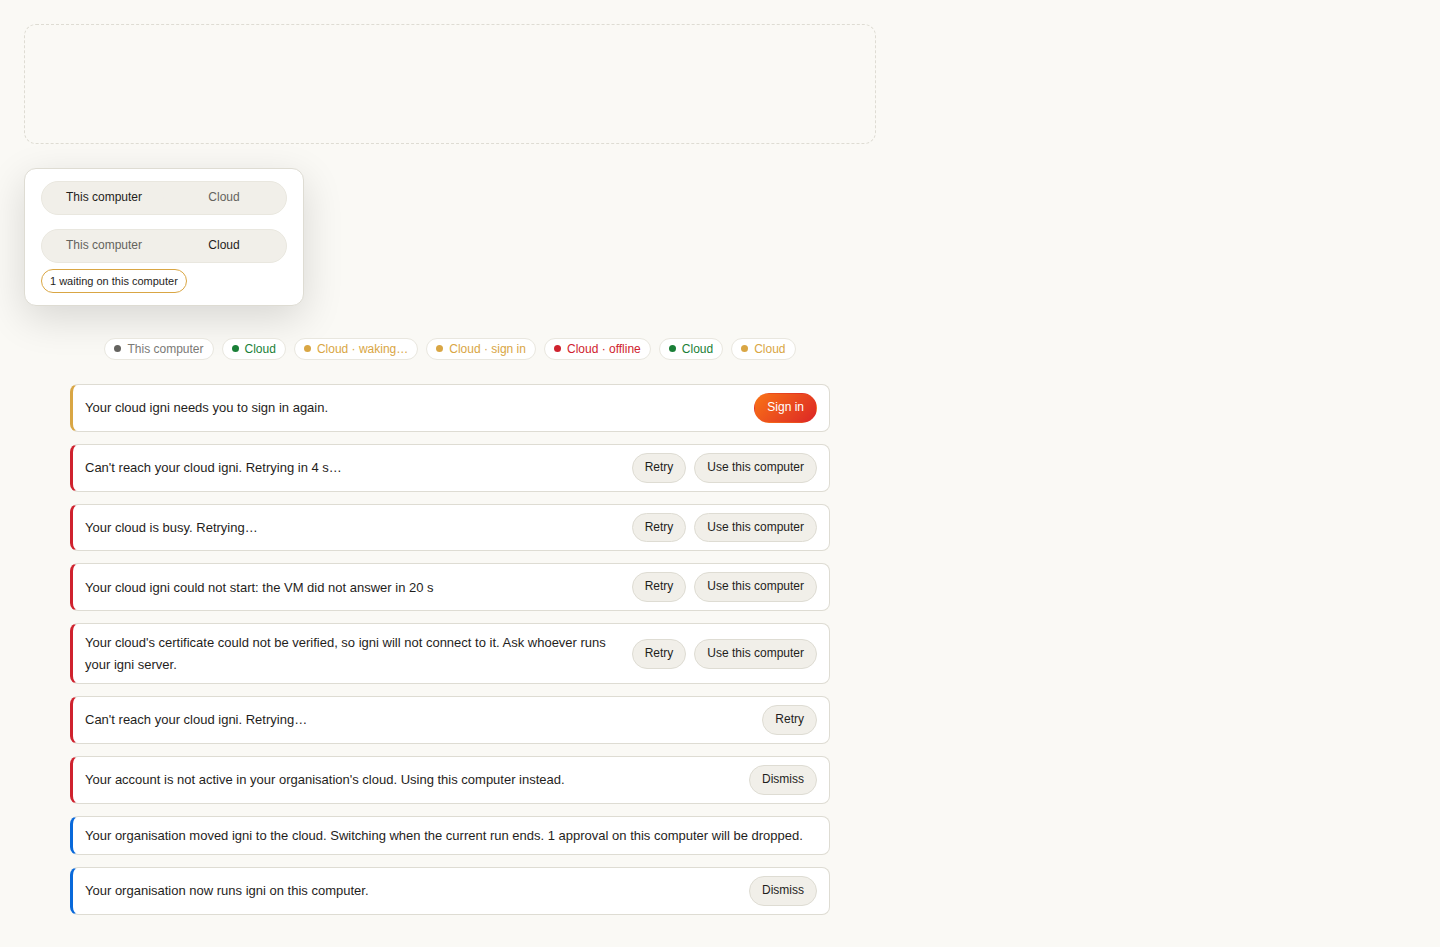 This computer Cloud
This computer Cloud
1 waiting on this computer
This computer Cloud Cloud · waking… Cloud · sign in Cloud · offline Cloud Cloud
Your cloud igni needs you to sign in again. Sign in
Can't reach your cloud igni. Retrying in 4 s… Retry Use this computer
Your cloud is busy. Retrying… Retry Use this computer
Your cloud igni could not start: the VM did not answer in 20 s Retry Use this computer
Your cloud's certificate could not be verified, so igni will not connect to it. Ask whoever runs
your igni server. Retry Use this computer
Can't reach your cloud igni. Retrying… Retry
Your account is not active in your organisation's cloud. Using this computer instead. Dismiss
Your organisation moved igni to the cloud. Switching when the current run ends. 1 approval on this computer will be dropped.
Your organisation now runs igni on this computer. Dismiss